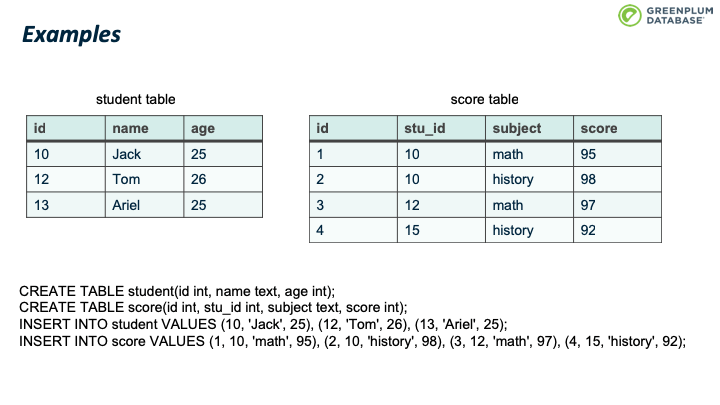 GREENPLUM
DATABASE
Examples
student table
id name age
10 Jack 25
12 Tom 26
13 Ariel 25
score table
id stu_id subject score
1 10 math 95
2 10 history 98
3 12 math 97
4 15 history 92
CREATE TABLE student(id int, name text, age int);
CREATE TABLE score(id int, stu_id int, subject text, score int);
INSERT INTO student VALUES (10, 'Jack', 25), (12, 'Tom', 26), (13, 'Ariel', 25);
INSERT INTO score VALUES (1, 10, 'math', 95), (2, 10, 'history', 98), (3, 12, 'math', 97), (4, 15, 'history', 92);